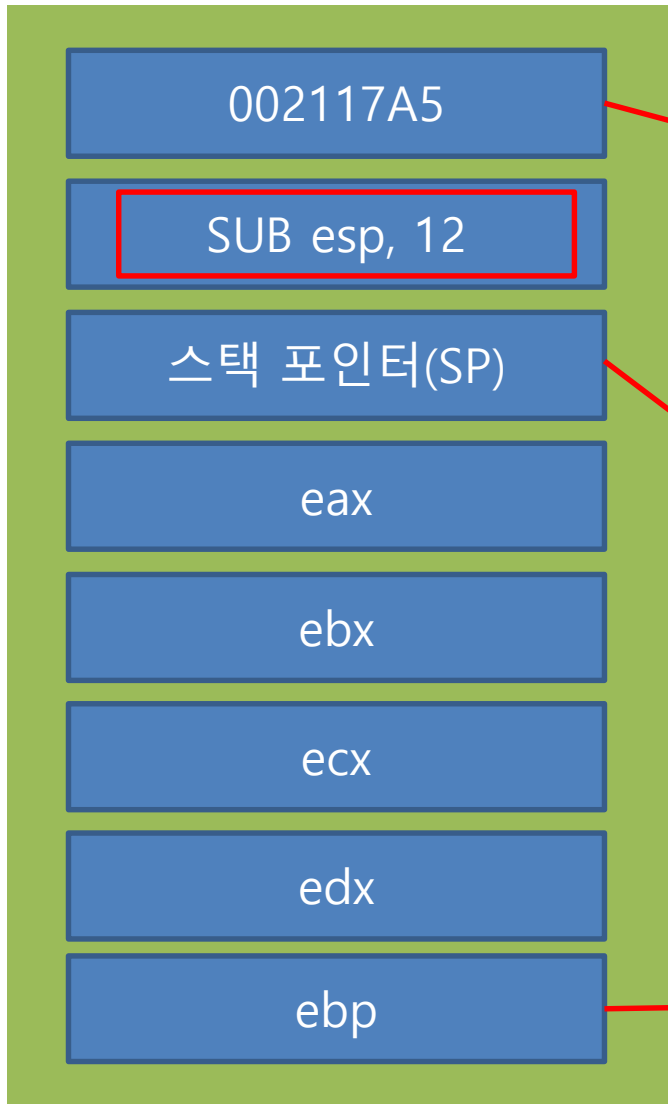 002117A5
SUB esp, 12
스택 포인터(SP)
eax
ebx
ecx
edx
ebp